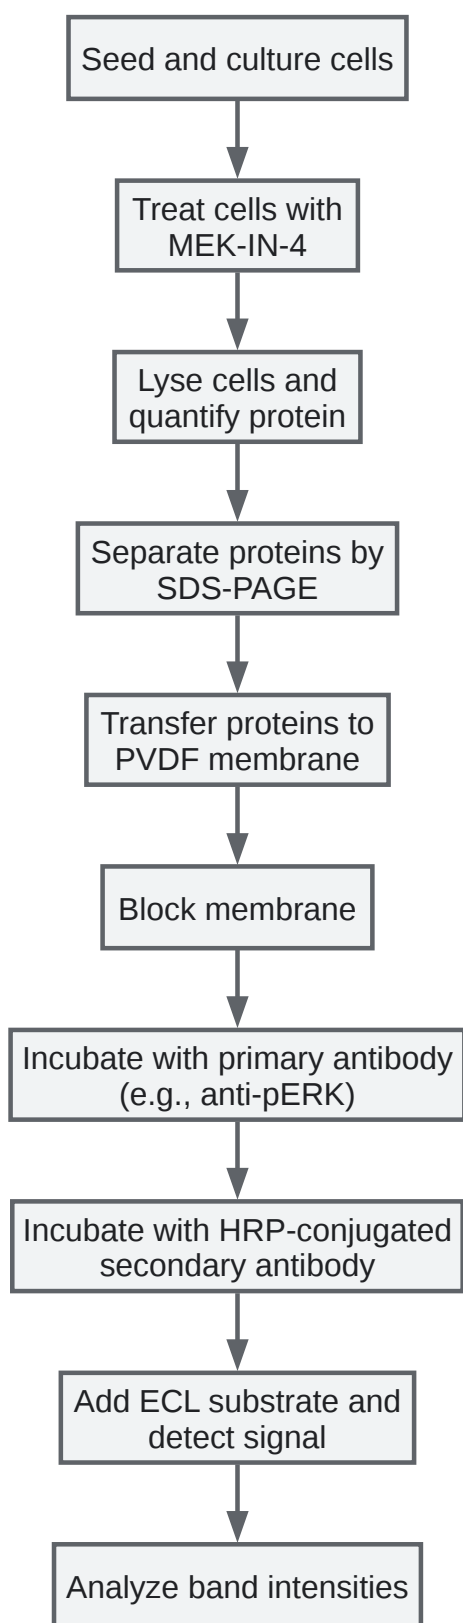 Seed and culture cells
Treat cells with
MEK-IN-4
Lyse cells and
quantify protein
Separate proteins by
SDS-PAGE
Transfer proteins to
PVDF membrane
Block membrane
Incubate with primary antibody
(e.g., anti-pERK)
Incubate with HRP-conjugated
secondary antibody
Add ECL substrate and
detect signal
Analyze band intensities